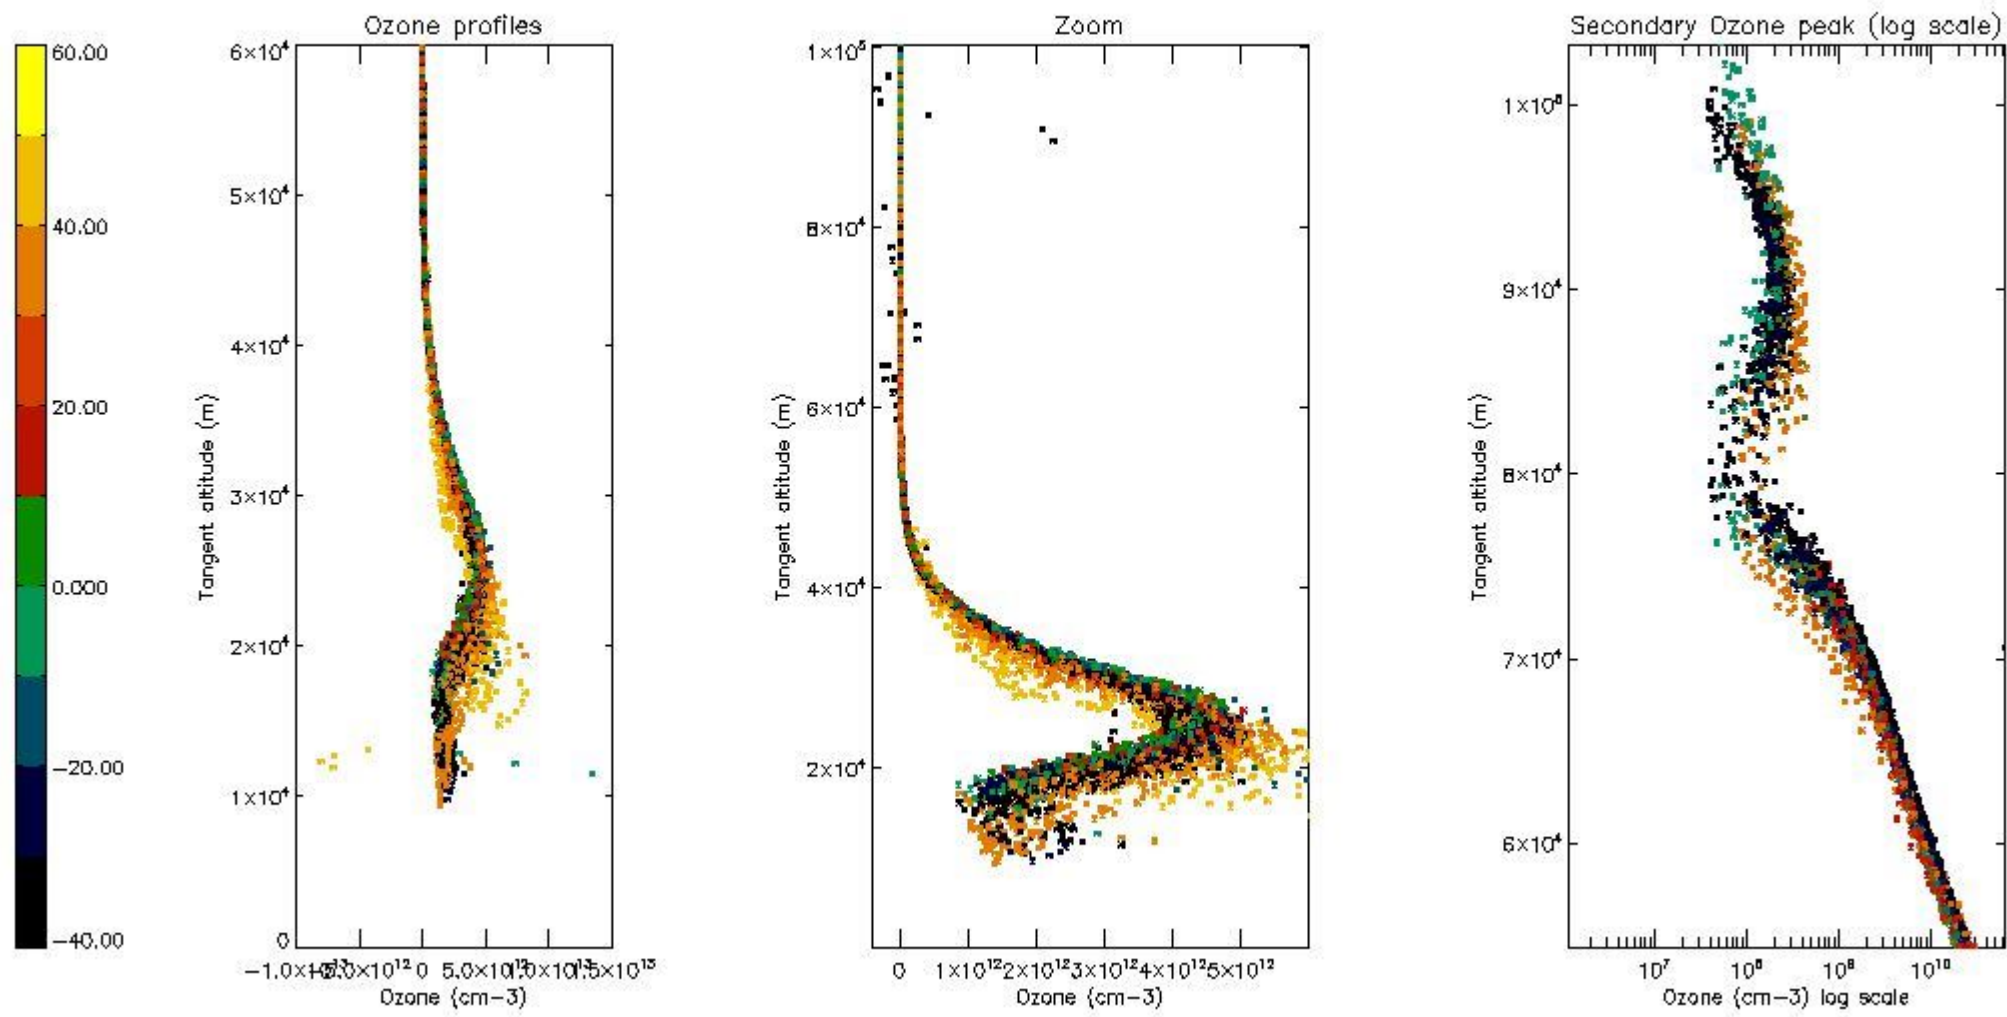 Ozone profiles
Zoom
Secondary Ozone peak (log scale)
60.00
40.00
20.00
0.000
−20.00
−40.00
6×10⁴
5×10⁴
4×10⁴
3×10⁴
2×10⁴
1×10⁴
0
Tangent altitude (m)
0
5.0×10¹²
1.5×10¹³
Ozone (cm−3)
1×10⁵
8×10⁴
6×10⁴
4×10⁴
2×10⁴
Tangent altitude (m)
0 1×10¹² 2×10¹² 3×10¹² 4×10¹² 5×10¹²
Ozone (cm−3)
9×10⁴
8×10⁴
7×10⁴
6×10⁴
Tangent altitude (m)
10⁷ 10⁸ 10⁹ 10¹⁰
Ozone (cm−3) log scale